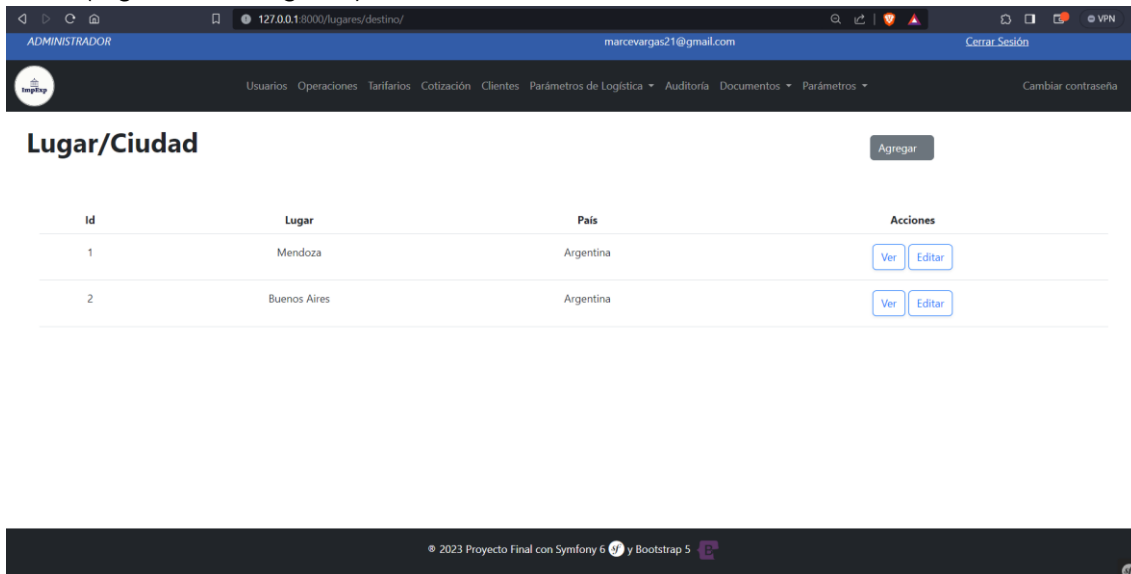 127.0.0.1:8000/lugares/destino/
VPN
ADMINISTRADOR marcevargas21@gmail.com Cerrar Sesión
ImpExp Usuarios Operaciones Tarifarios Cotización Clientes Parámetros de Logística Auditoría Documentos Parámetros Cambiar contraseña
Lugar/Ciudad Agregar
Id Lugar País Acciones
1 Mendoza Argentina Ver Editar
2 Buenos Aires Argentina Ver Editar
® 2023 Proyecto Final con Symfony 6 sf y Bootstrap 5 B